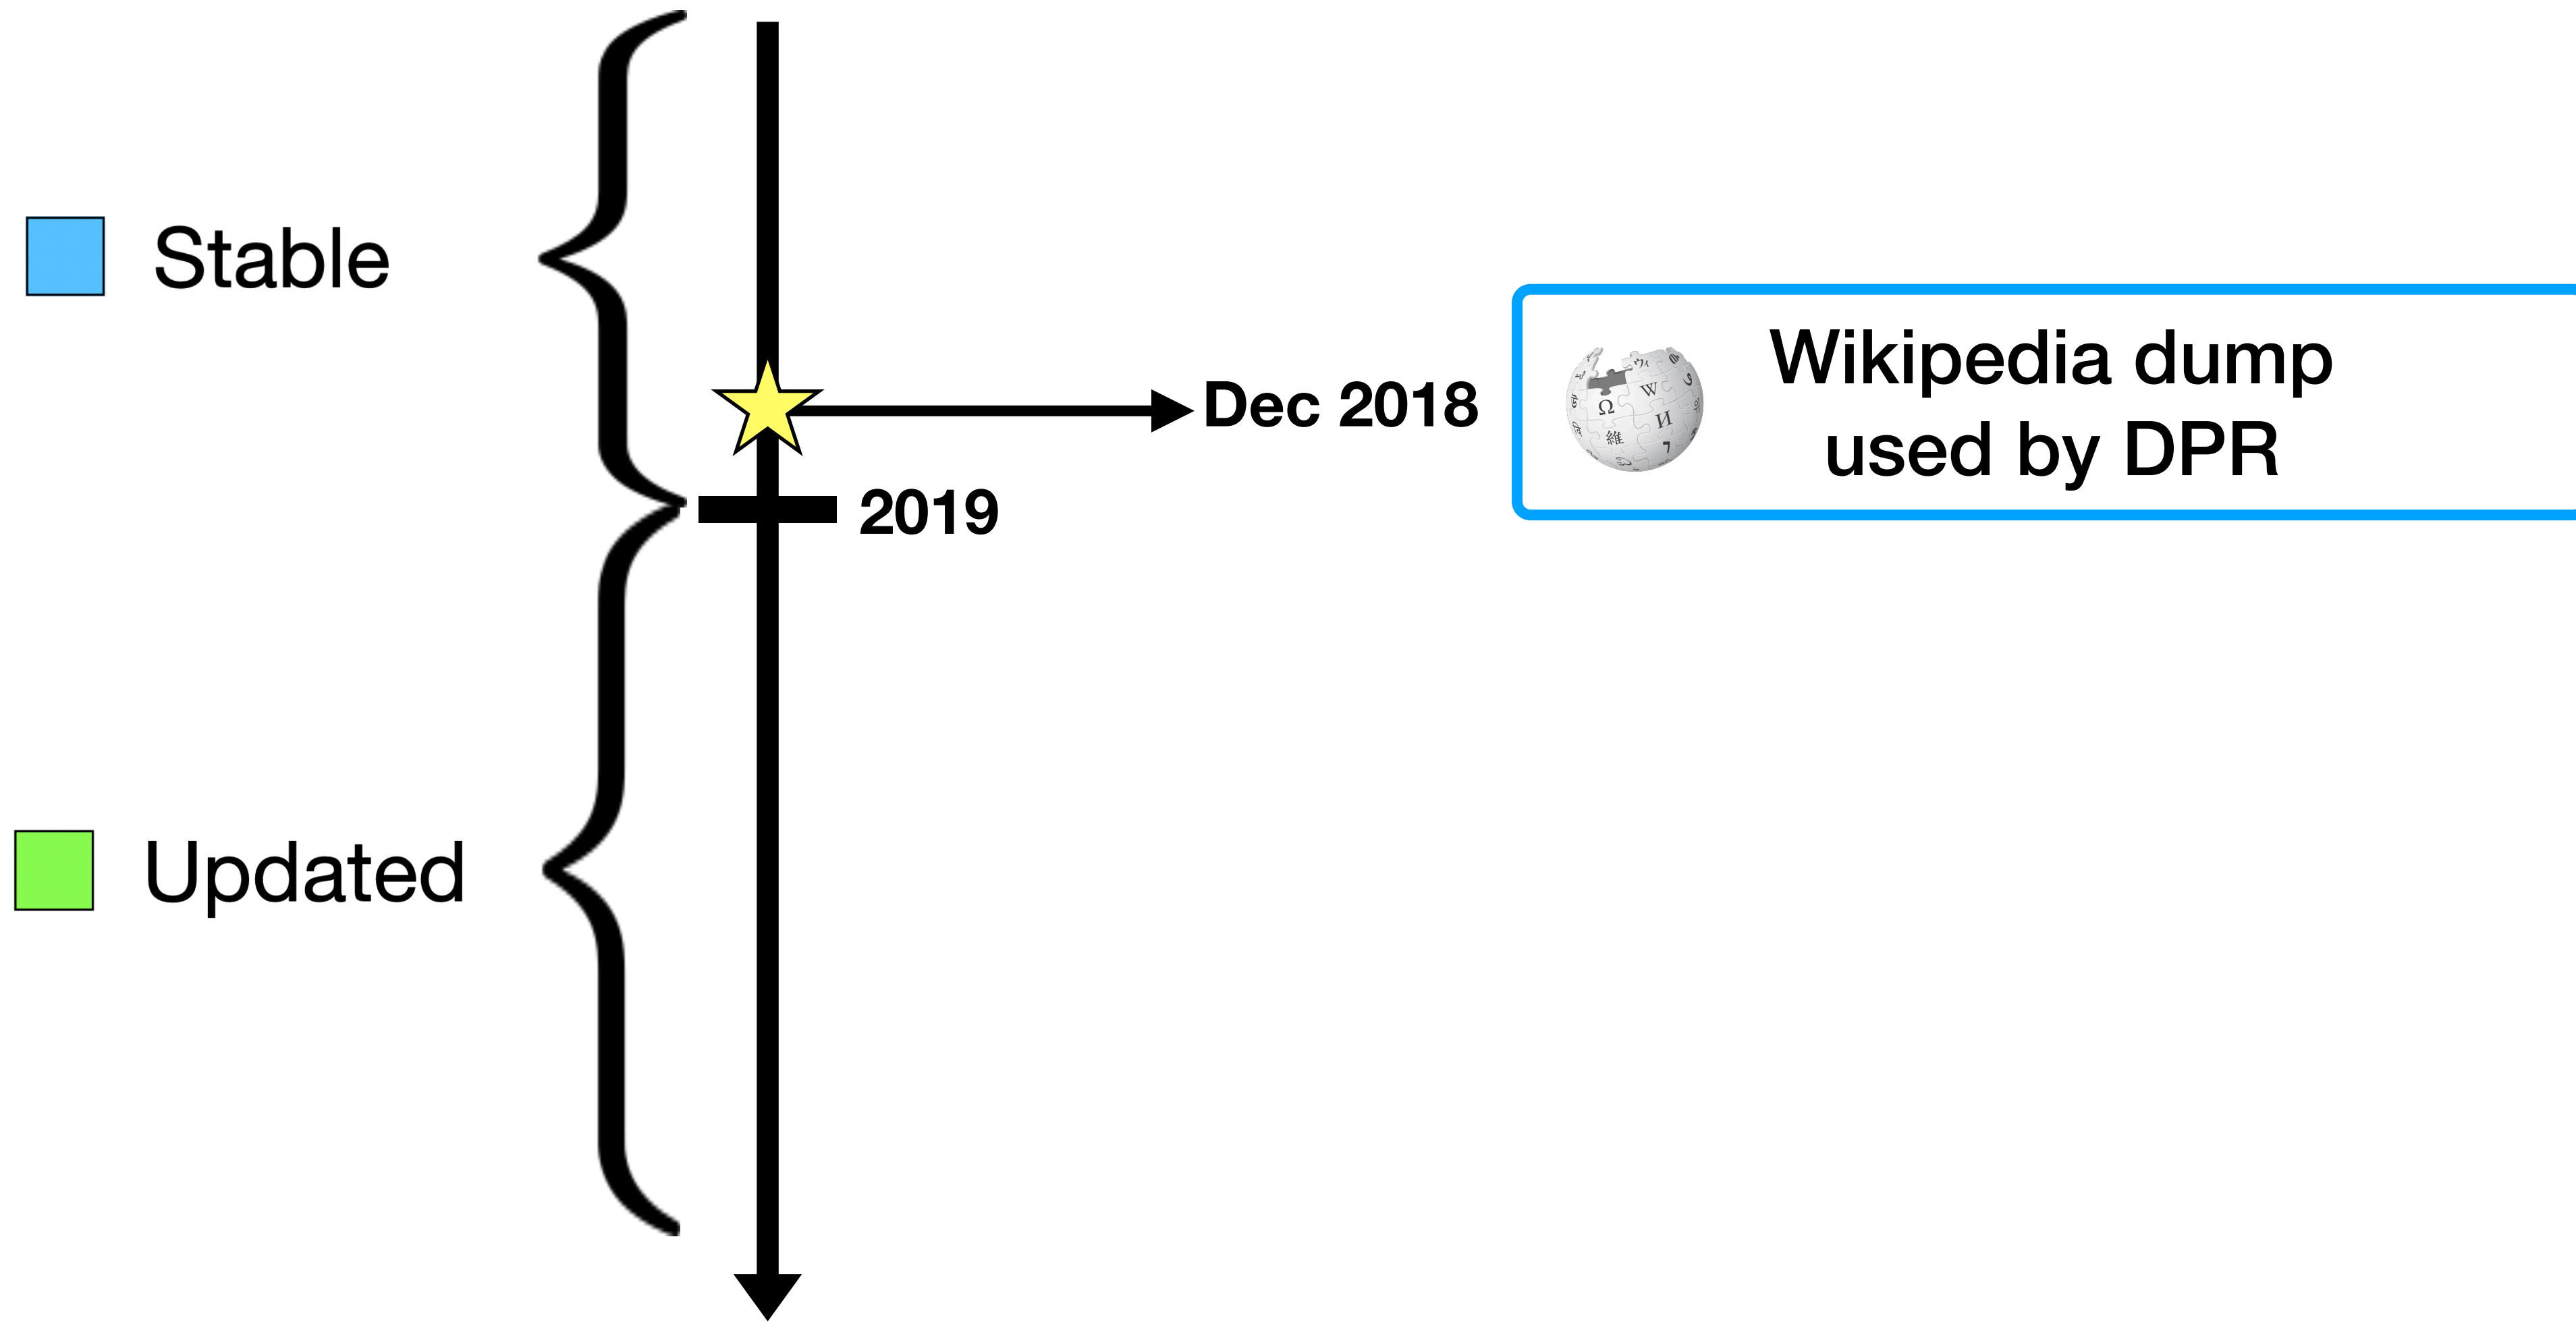 Stable
Dec 2018
Wikipedia dump
used by DPR
2019
Updated